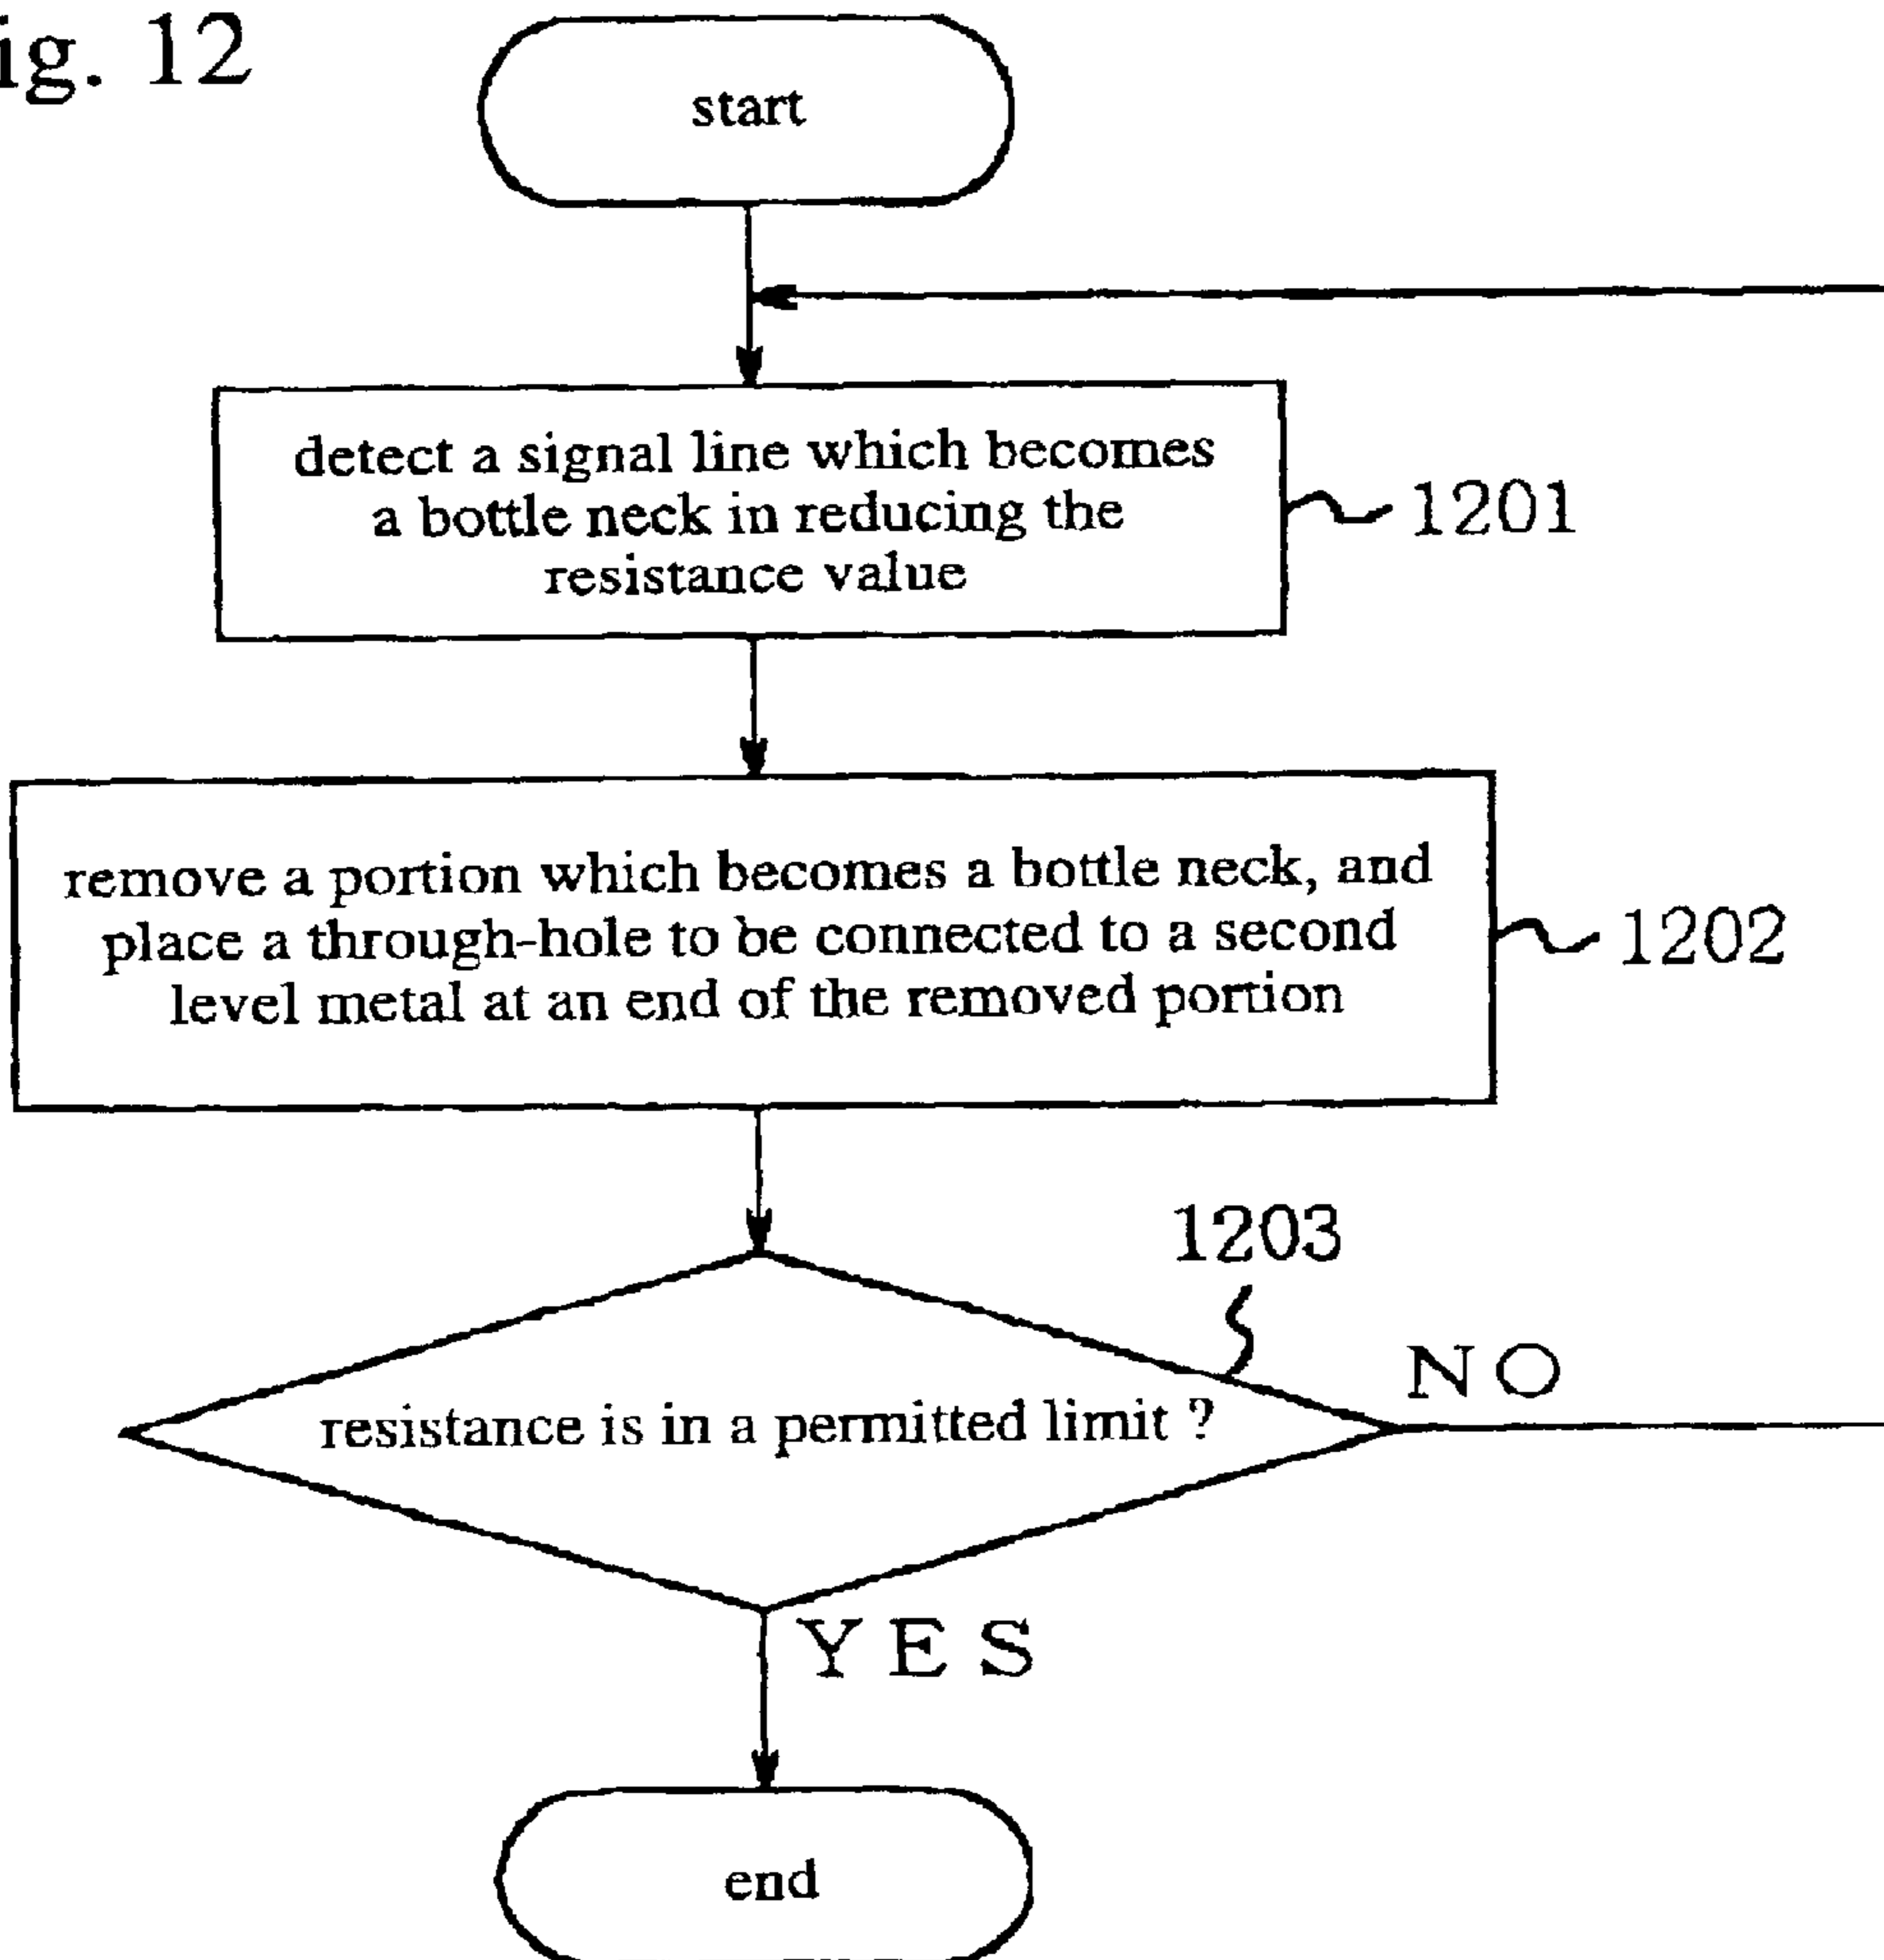 ig. 12
start
detect a signal line which becomes
a bottle neck in reducing the
resistance value
1201
remove a portion which becomes a bottle neck, and
place a through-hole to be connected to a second
level metal at an end of the removed portion
1202
1203
resistance is in a permitted limit ?
NO
YES
end